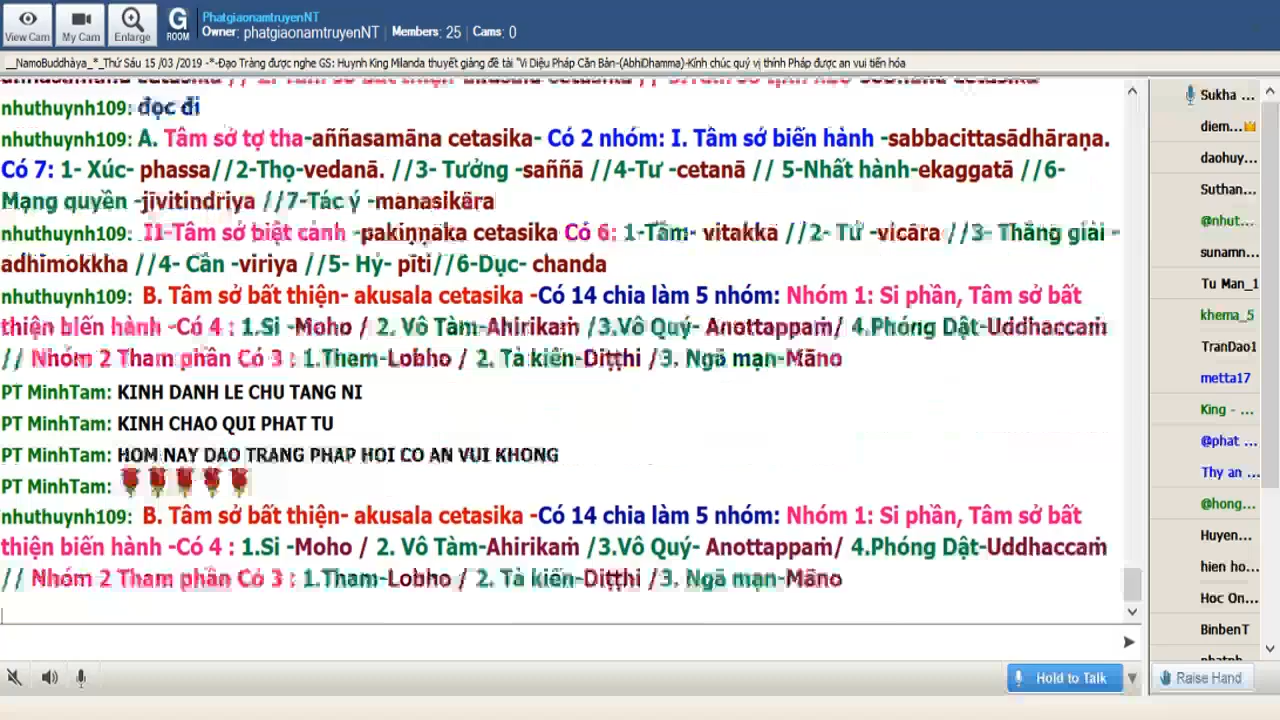 PhatgiaonamtruyenNT
G ROOM
Owner: phatgiaonamtruyenNT | Members: 25 | Cams: 0
View Cam My Cam Enlarge
__NamoBuddhàya_*_Thứ Sáu 15 /03 /2019 -*-Đạo Tràng được nghe GS: Huynh King Milanda thuyết giảng đề tài "Vi Diệu Pháp Căn Bản-(AbhiDhamma)-Kính chúc quý vị thính Pháp được an vui tiến hóa
nhuthuynh109: đọc đi
nhuthuynh109: A. Tâm sở tợ tha-aññasamāna cetasika- Có 2 nhóm: I. Tâm sở biến hành -sabbacittasādhāraṇa.
Có 7: 1- Xúc- phassa//2-Thọ-vedanā. //3- Tưởng -saññā //4-Tư -cetanā // 5-Nhất hành-ekaggatā //6-
Mạng quyền -jīvitindriya //7-Tác ý -manasikāra
nhuthuynh109: II-Tâm sở biệt cảnh -pakiṇṇaka cetasika Có 6: 1-Tầm- vitakka //2- Tứ -vicāra //3- Thắng giải -
adhimokkha //4- Cần -viriya //5- Hỷ- pīti//6-Dục- chanda
nhuthuynh109: B. Tâm sở bất thiện- akusala cetasika -Có 14 chia làm 5 nhóm: Nhóm 1: Si phần, Tâm sở bất
thiện biến hành -Có 4 : 1.Si -Moho / 2. Vô Tàm-Ahirikaṁ /3.Vô Quý- Anottappaṁ/ 4.Phóng Dật-Uddhaccaṁ
// Nhóm 2 Tham phần Có 3 : 1.Them-Lobho / 2. Tà kiến-Diṭṭhi /3. Ngã mạn-Māno
PT MinhTam: KINH DANH LE CHU TANG NI
PT MinhTam: KINH CHAO QUI PHAT TU
PT MinhTam: HOM NAY DAO TRANG PHAP HOI CO AN VUI KHONG
PT MinhTam:
nhuthuynh109: B. Tâm sở bất thiện- akusala cetasika -Có 14 chia làm 5 nhóm: Nhóm 1: Si phần, Tâm sở bất
thiện biến hành -Có 4 : 1.Si -Moho / 2. Vô Tàm-Ahirikaṁ /3.Vô Quý- Anottappaṁ/ 4.Phóng Dật-Uddhaccaṁ
// Nhóm 2 Tham phần Có 3 : 1.Tham-Lobho / 2. Tà kiến-Diṭṭhi /3. Ngã mạn-Māno
Sukha ...
diem...
daohuy...
Suthan...
@nhut...
sunamn...
Tu Man_1
khema_5
TranDao1
metta17
King - ...
@phat ...
Thy an ...
@hong...
Huyen...
hien ho...
Hoc On...
BinbenT
Hold to Talk
Raise Hand